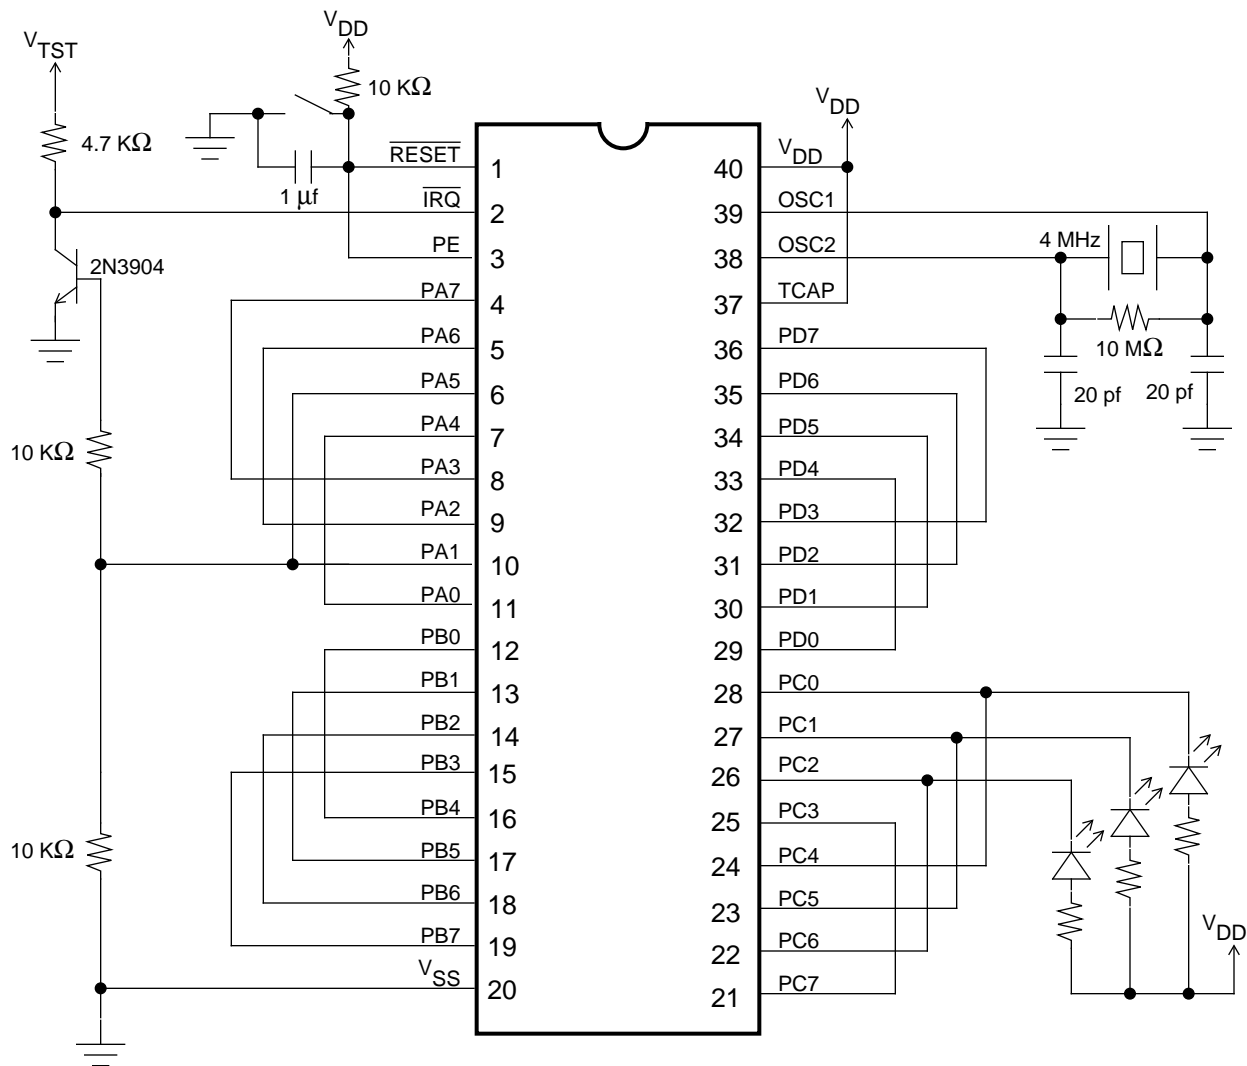 VDD
VTST
10 KΩ
4.7 KΩ
1 μf
2N3904
10 KΩ
10 KΩ
RESET 1
IRQ 2
PE 3
PA7 4
PA6 5
PA5 6
PA4 7
PA3 8
PA2 9
PA1 10
PA0 11
PB0 12
PB1 13
PB2 14
PB3 15
PB4 16
PB5 17
PB6 18
PB7 19
VSS 20
VDD
40 VDD
39 OSC1
38 OSC2
37 TCAP
36 PD7
35 PD6
34 PD5
33 PD4
32 PD3
31 PD2
30 PD1
29 PD0
28 PC0
27 PC1
26 PC2
25 PC3
24 PC4
23 PC5
22 PC6
21 PC7
4 MHz
10 MΩ
20 pf
20 pf
VDD